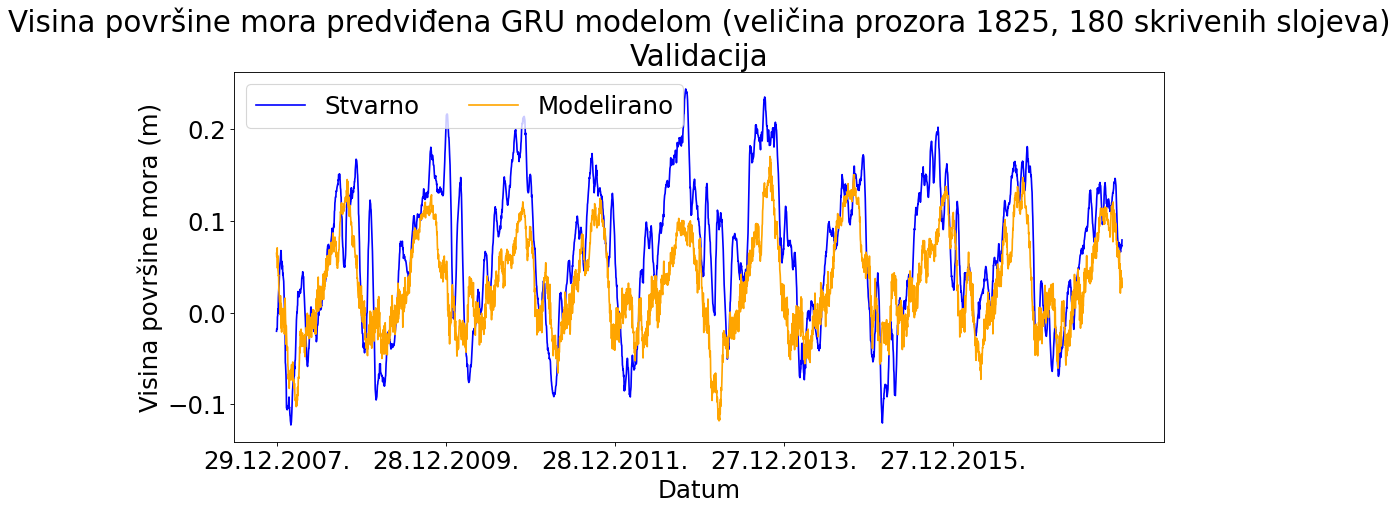 Visina površine mora predviđena GRU modelom (veličina prozora 1825, 180 skrivenih slojeva)
Validacija
Stvarno
Modelirano
Visina površine mora (m)
0.2
0.1
0.0
−0.1
29.12.2007.
28.12.2009.
28.12.2011.
27.12.2013.
27.12.2015.
Datum